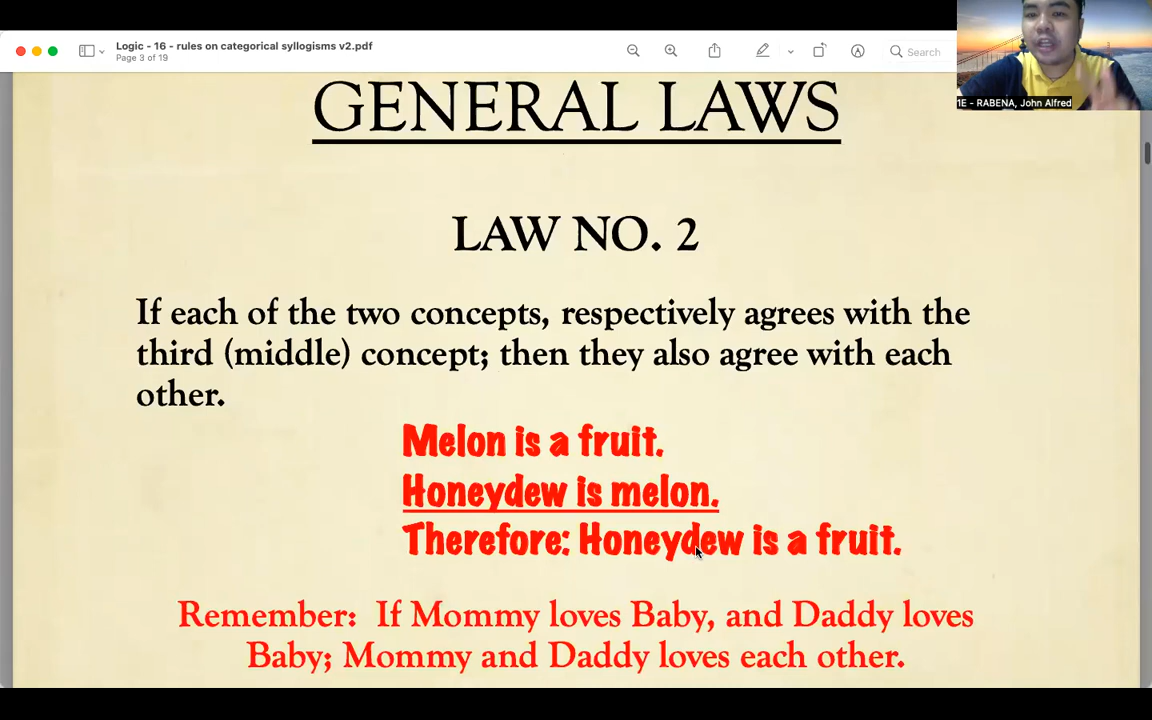 Logic - 16 - rules on categorical syllogisms v2.pdf
Page 3 of 19
Search
1E - RABENA, John Alfred
GENERAL LAWS
LAW NO. 2
If each of the two concepts, respectively agrees with the
third (middle) concept; then they also agree with each
other.
Melon is a fruit.
Honeydew is melon.
Therefore: Honeydew is a fruit.
Remember: If Mommy loves Baby, and Daddy loves
Baby; Mommy and Daddy loves each other.